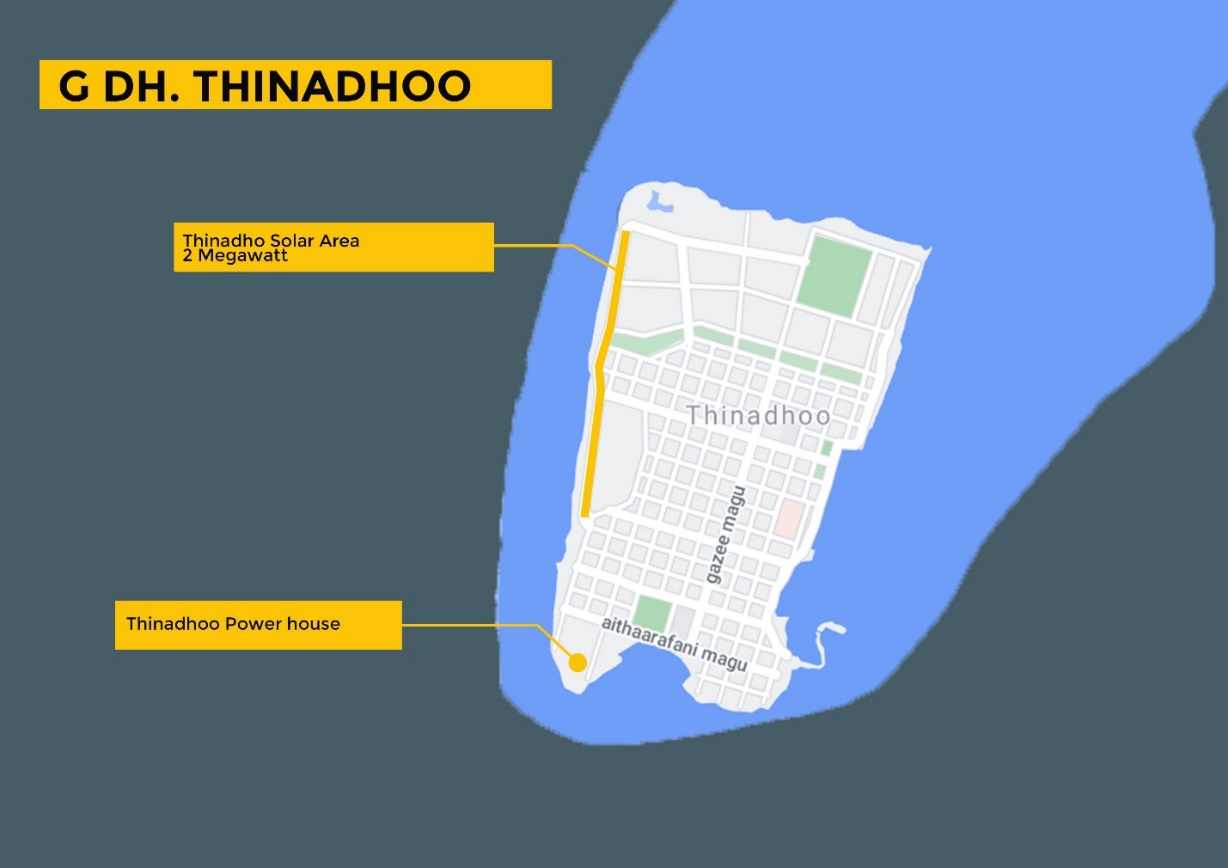 G DH. THINADHOO
Thinadho Solar Area
2 Megawatt
Thinadhoo
gazee magu
Thinadhoo Power house
aithaarafani magu